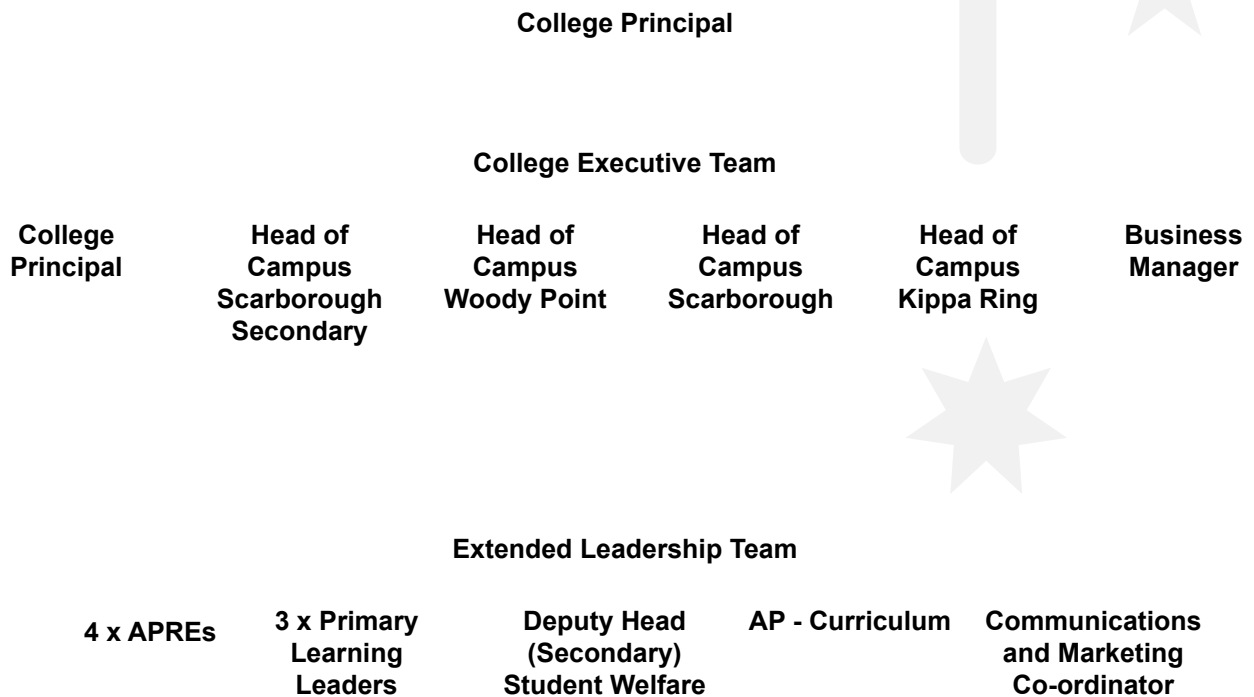 College Principal
College Executive Team
College
Principal
Head of
Campus
Scarborough
Secondary
Head of
Campus
Woody Point
Head of
Campus
Scarborough
Head of
Campus
Kippa Ring
Business
Manager
Extended Leadership Team
4 x APREs
3 x Primary
Learning
Leaders
Deputy Head
(Secondary)
Student Welfare
AP - Curriculum
Communications
and Marketing
Co-ordinator